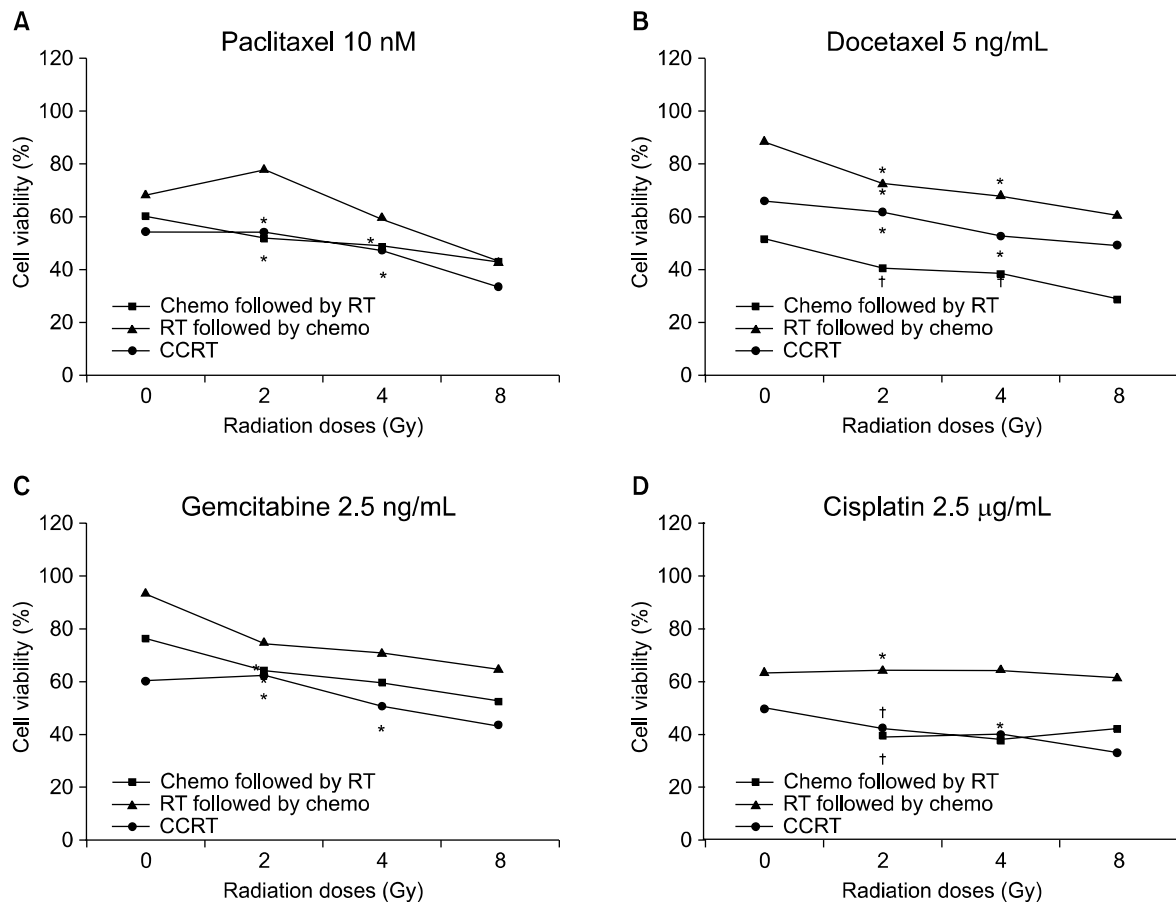 A
Paclitaxel 10 nM
120
100
80
60
40
20
0
Cell viability (%)
* * * *
Chemo followed by RT
RT followed by chemo
CCRT
0 2 4 8
Radiation doses (Gy)
B
Docetaxel 5 ng/mL
120
100
80
60
40
20
0
Cell viability (%)
* * * * * † †
Chemo followed by RT
RT followed by chemo
CCRT
0 2 4 8
Radiation doses (Gy)
C
Gemcitabine 2.5 ng/mL
120
100
80
60
40
20
0
Cell viability (%)
* * * *
Chemo followed by RT
RT followed by chemo
CCRT
0 2 4 8
Radiation doses (Gy)
D
Cisplatin 2.5 μg/mL
120
100
80
60
40
20
0
Cell viability (%)
* † * †
Chemo followed by RT
RT followed by chemo
CCRT
0 2 4 8
Radiation doses (Gy)